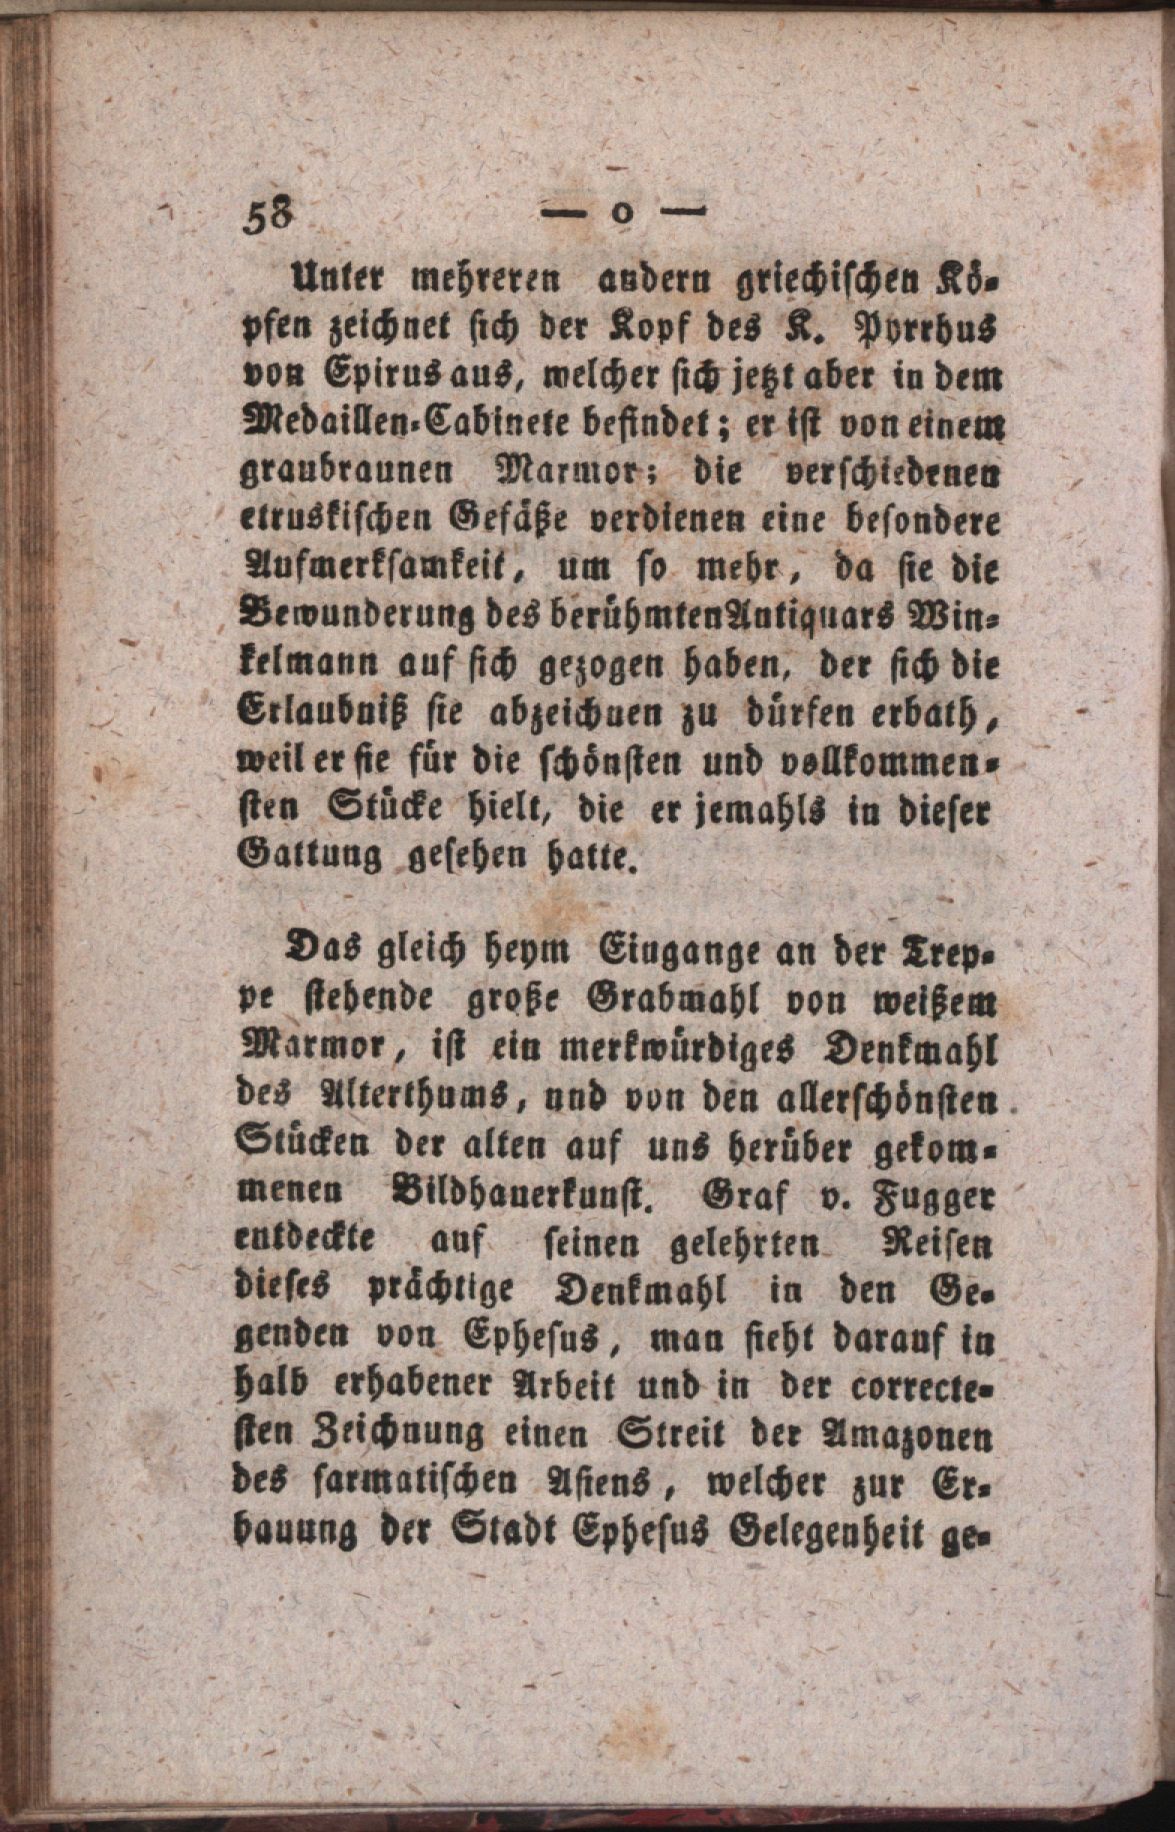 58 — o —
Unter mehreren andern griechischen Kö-
pfen zeichnet sich der Kopf des K. Pyrrhus
von Epirus aus, welcher sich jetzt aber in dem
Medaillen-Cabinete befindet; er ist von einem
graubraunen Marmor; die verschiedenen
etruskischen Gefäße verdienen eine besondere
Aufmerksamkeit, um so mehr, da sie die
Bewunderung des berühmten Antiquars Win-
kelmann auf sich gezogen haben, der sich die
Erlaubniß sie abzeichnen zu dürfen erbath,
weil er sie für die schönsten und vollkommen-
sten Stücke hielt, die er jemahls in dieser
Gattung gesehen hatte.
Das gleich beym Eingange an der Trep-
pe stehende große Grabmahl von weißem
Marmor, ist ein merkwürdiges Denkmahl
des Alterthums, und von den allerschönsten
Stücken der alten auf uns herüber gekom-
menen Bildhauerkunst. Graf v. Fugger
entdeckte auf seinen gelehrten Reisen
dieses prächtige Denkmahl in den Ge-
genden von Ephesus, man sieht darauf in
halb erhabener Arbeit und in der correcte-
sten Zeichnung einen Streit der Amazonen
des sarmatischen Asiens, welcher zur Er-
bauung der Stadt Ephesus Gelegenheit ge-